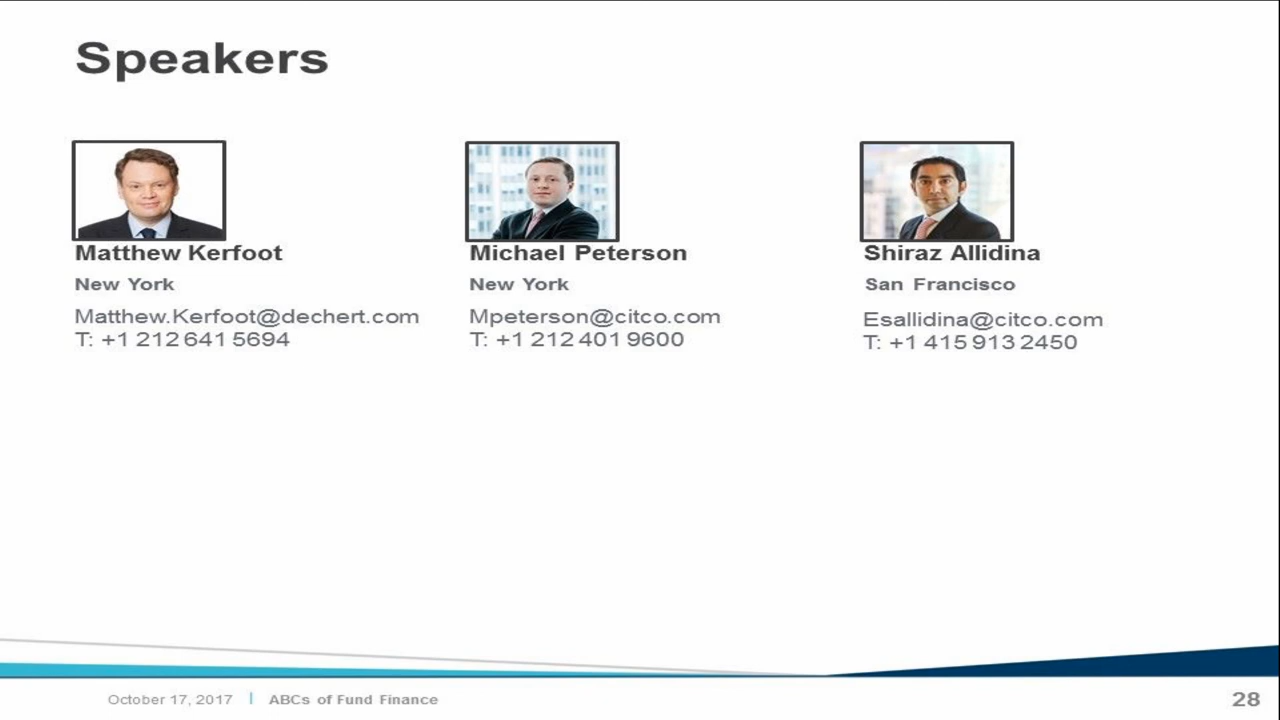 Speakers
Matthew Kerfoot
New York
Matthew.Kerfoot@dechert.com
T: +1 212 641 5694
Michael Peterson
New York
Mpeterson@citco.com
T: +1 212 401 9600
Shiraz Allidina
San Francisco
Esallidina@citco.com
T: +1 415 913 2450
October 17, 2017 | ABCs of Fund Finance
28